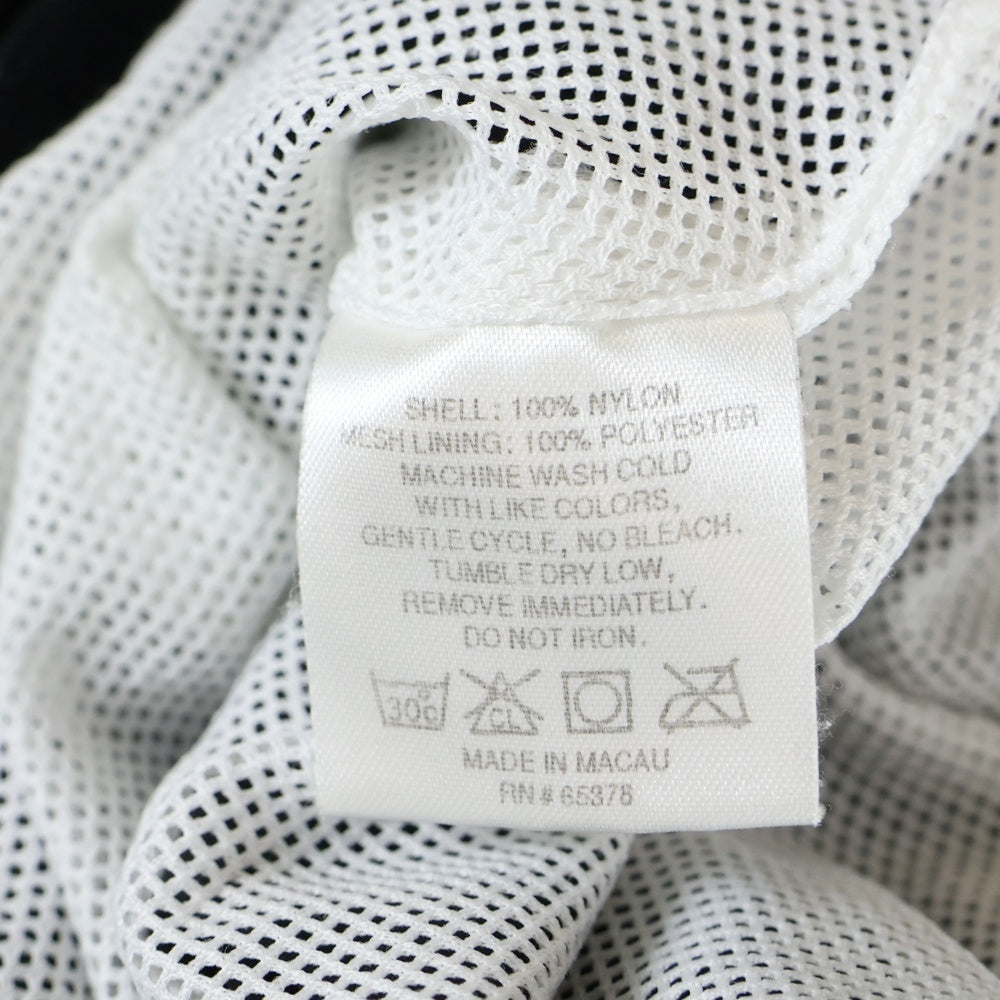 SHELL: 100% NYLON
MESH LINING: 100% POLYESTER
MACHINE WASH COLD
WITH LIKE COLORS,
GENTLE CYCLE, NO BLEACH.
TUMBLE DRY LOW,
REMOVE IMMEDIATELY.
DO NOT IRON.
30c CL
MADE IN MACAU
RN # 65378